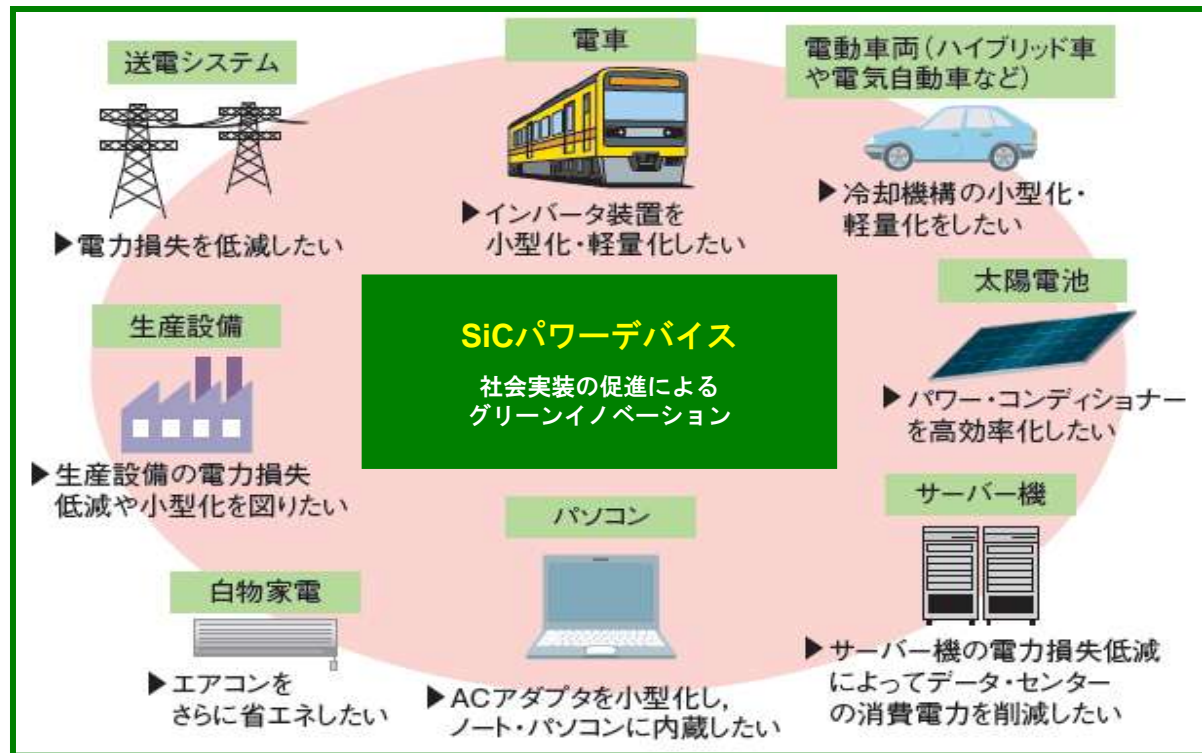 送電システム
▶電力損失を低減したい
電車
▶インバータ装置を
小型化・軽量化したい
電動車両（ハイブリッド車
や電気自動車など）
▶冷却機構の小型化・
軽量化をしたい
生産設備
▶生産設備の電力損失
低減や小型化を図りたい
SiCパワーデバイス
社会実装の促進による
グリーンイノベーション
太陽電池
▶パワー・コンディショナー
を高効率化したい
白物家電
▶エアコンを
さらに省エネしたい
パソコン
▶ACアダプタを小型化し，
ノート・パソコンに内蔵したい
サーバー機
▶サーバー機の電力損失低減
によってデータ・センター
の消費電力を削減したい